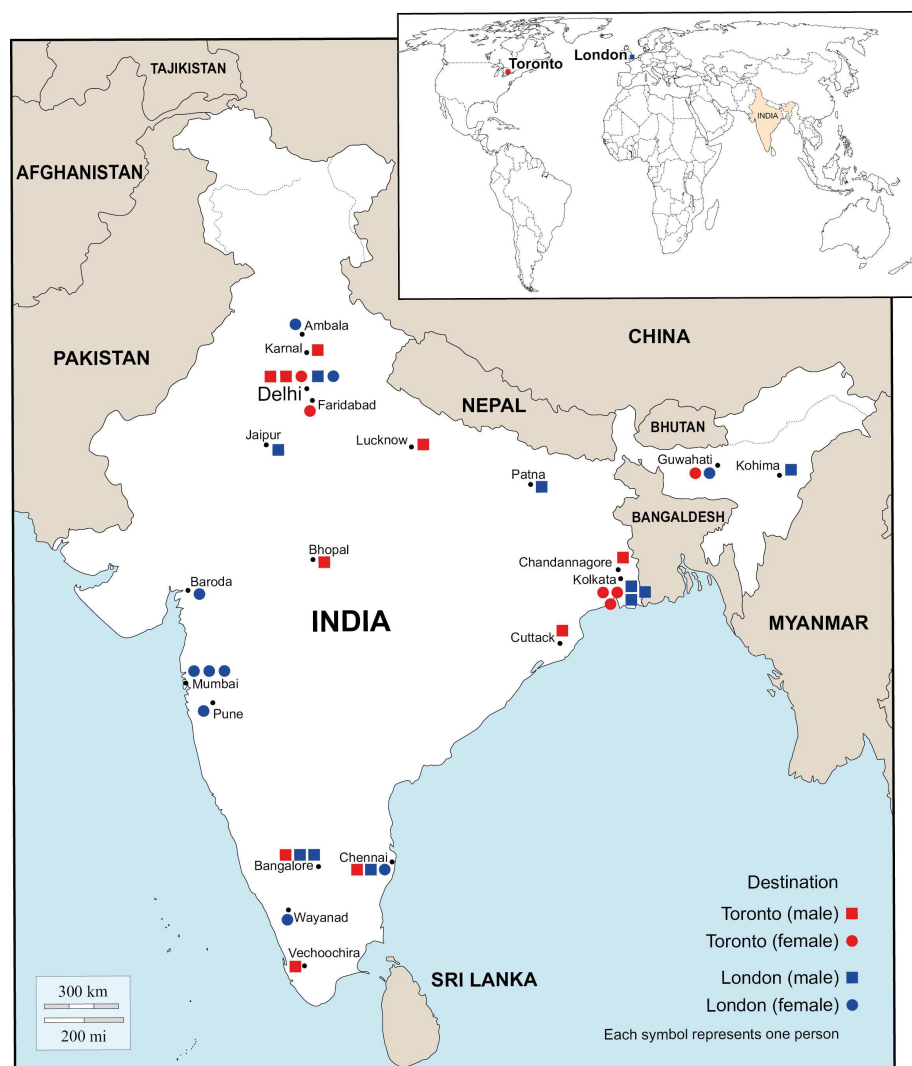 London
Toronto
INDIA
TAJIKISTAN
AFGHANISTAN
PAKISTAN
CHINA
NEPAL
BHUTAN
BANGALDESH
MYANMAR
SRI LANKA
INDIA
Ambala
Karnal
Delhi
Faridabad
Jaipur
Lucknow
Patna
Guwahati
Kohima
Bhopal
Chandannagore
Kolkata
Baroda
Cuttack
Mumbai
Pune
Bangalore
Chennai
Wayanad
Vechoochira
Destination
Toronto (male)
Toronto (female)
London (male)
London (female)
Each symbol represents one person
300 km
200 mi